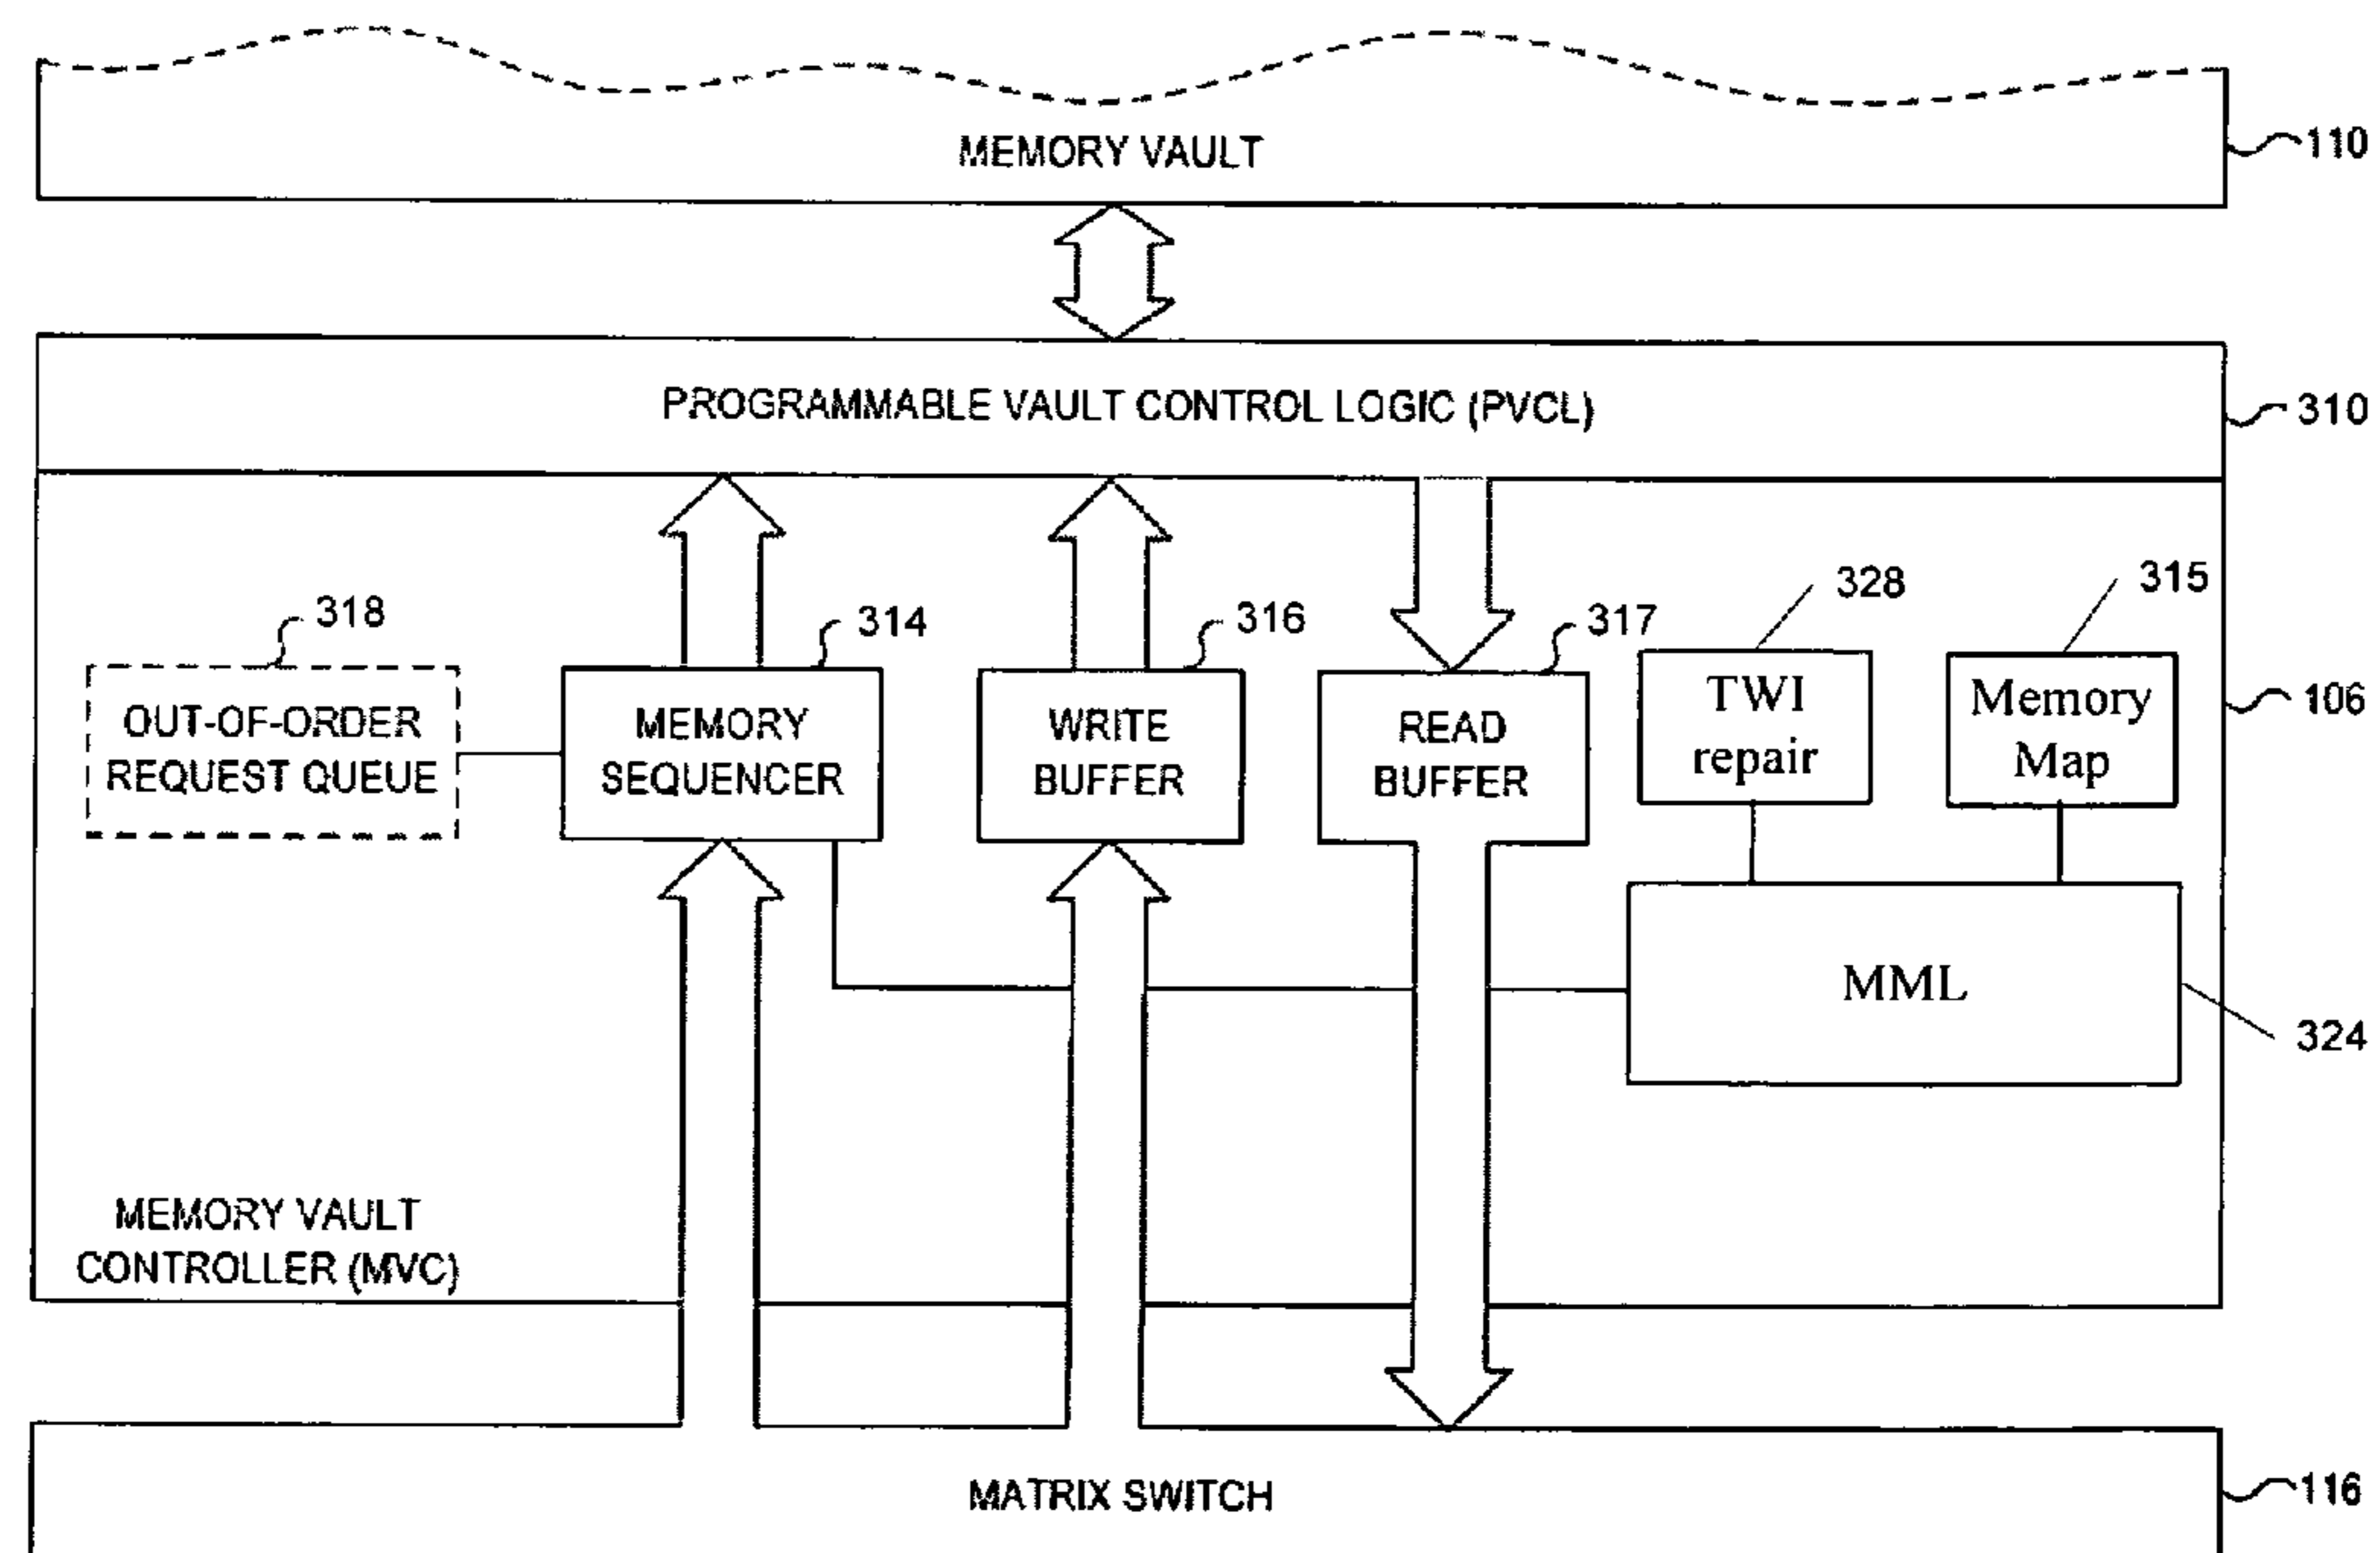 MEMORY VAULT
110
PROGRAMMABLE VAULT CONTROL LOGIC (PVCL)
310
318
314
316
317
328
315
OUT-OF-ORDER
REQUEST QUEUE
MEMORY
SEQUENCER
WRITE
BUFFER
READ
BUFFER
TWI
repair
Memory
Map
106
MML
324
MEMORY VAULT
CONTROLLER (MVC)
MATRIX SWITCH
116